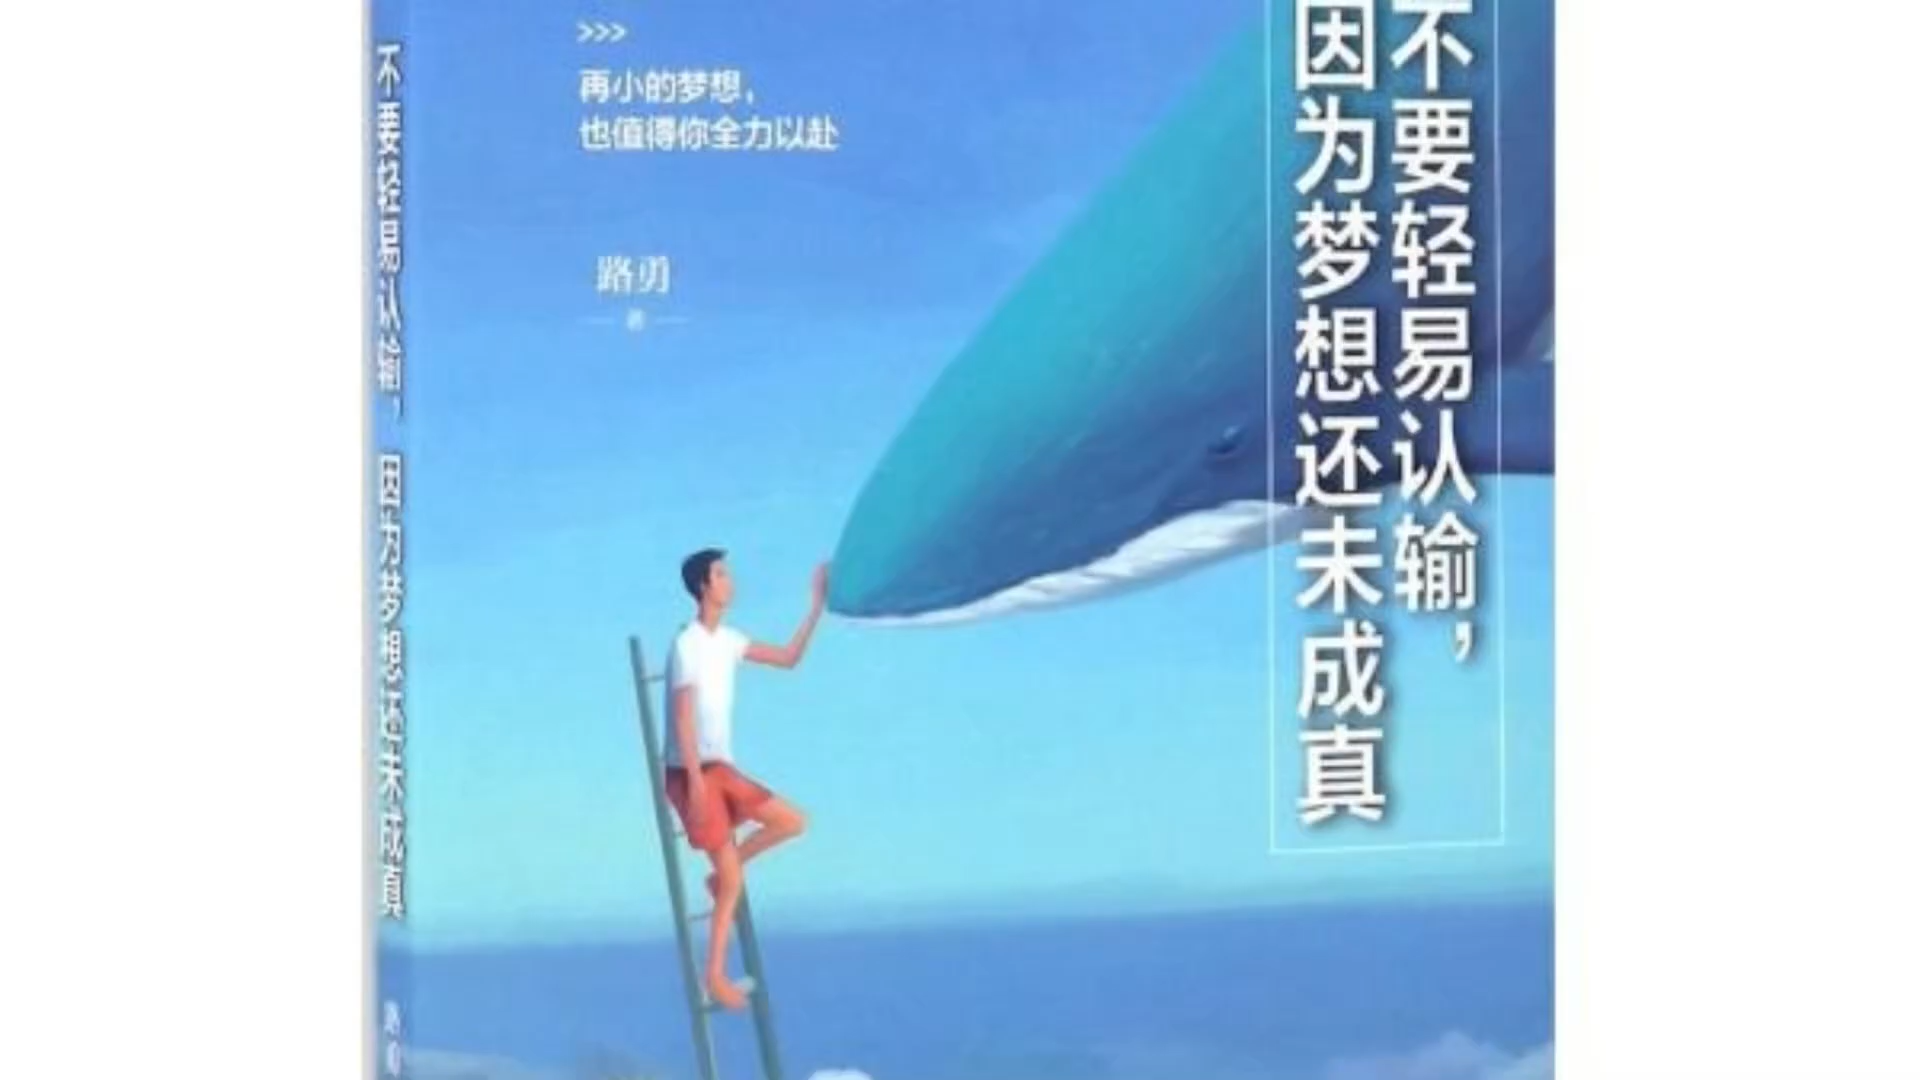 >>>
再小的梦想，
也值得你全力以赴
路勇
著
不要轻易认输，
因为梦想还未成真
不要轻易认输，因为梦想还未成真
路勇